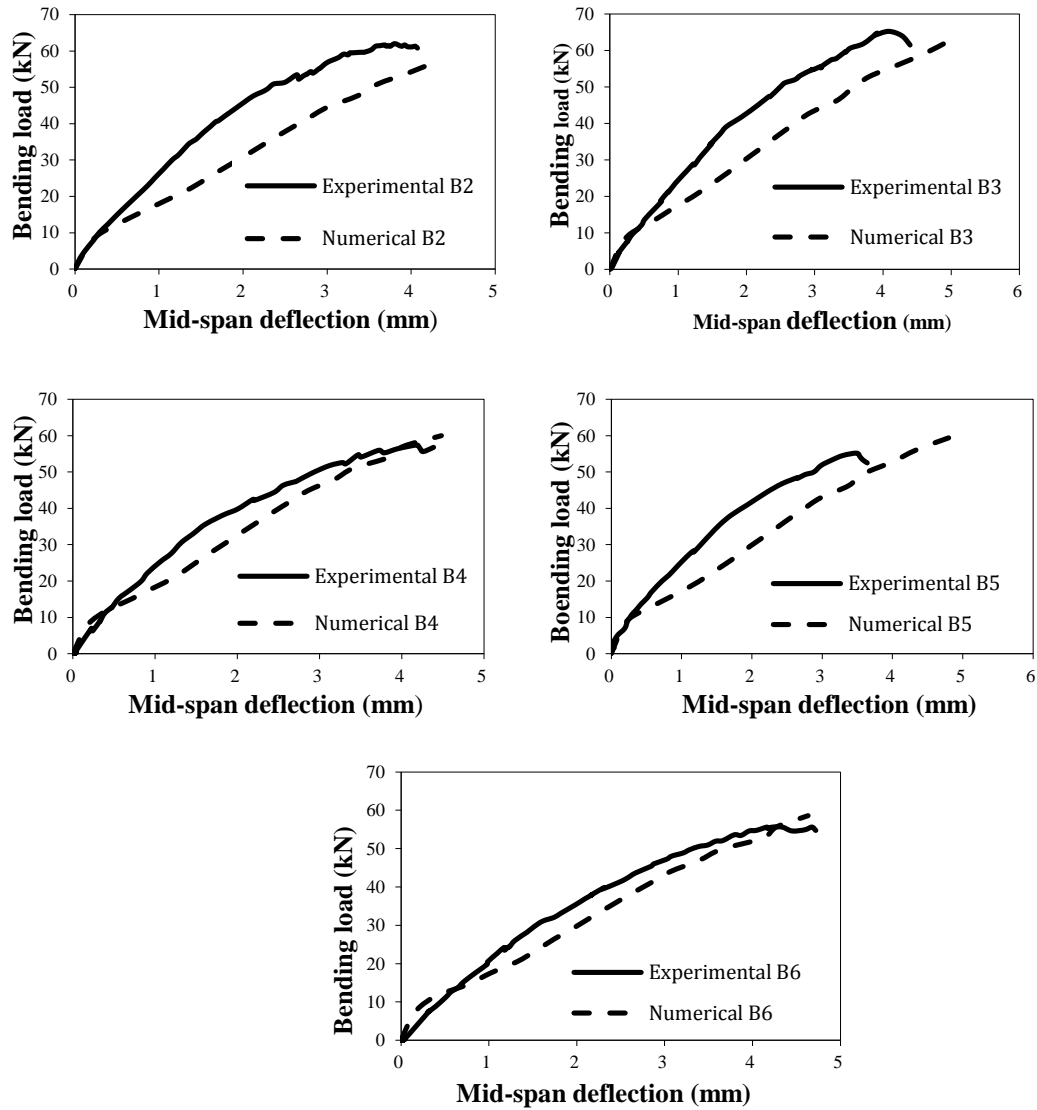 70
60
50
40
30
20
10
0
Bending load (kN)
Experimental B2
Numerical B2
0 1 2 3 4 5
Mid-span deflection (mm)
70
60
50
40
30
20
10
0
Bending load (kN)
Experimental B3
Numerical B3
0 1 2 3 4 5 6
Mid-span deflection (mm)
70
60
50
40
30
20
10
0
Bending load (kN)
Experimental B4
Numerical B4
0 1 2 3 4 5
Mid-span deflection (mm)
70
60
50
40
30
20
10
0
Boending load (kN)
Experimental B5
Numerical B5
0 1 2 3 4 5 6
Mid-span deflection (mm)
70
60
50
40
30
20
10
0
Bending load (kN)
Experimental B6
Numerical B6
0 1 2 3 4 5
Mid-span deflection (mm)